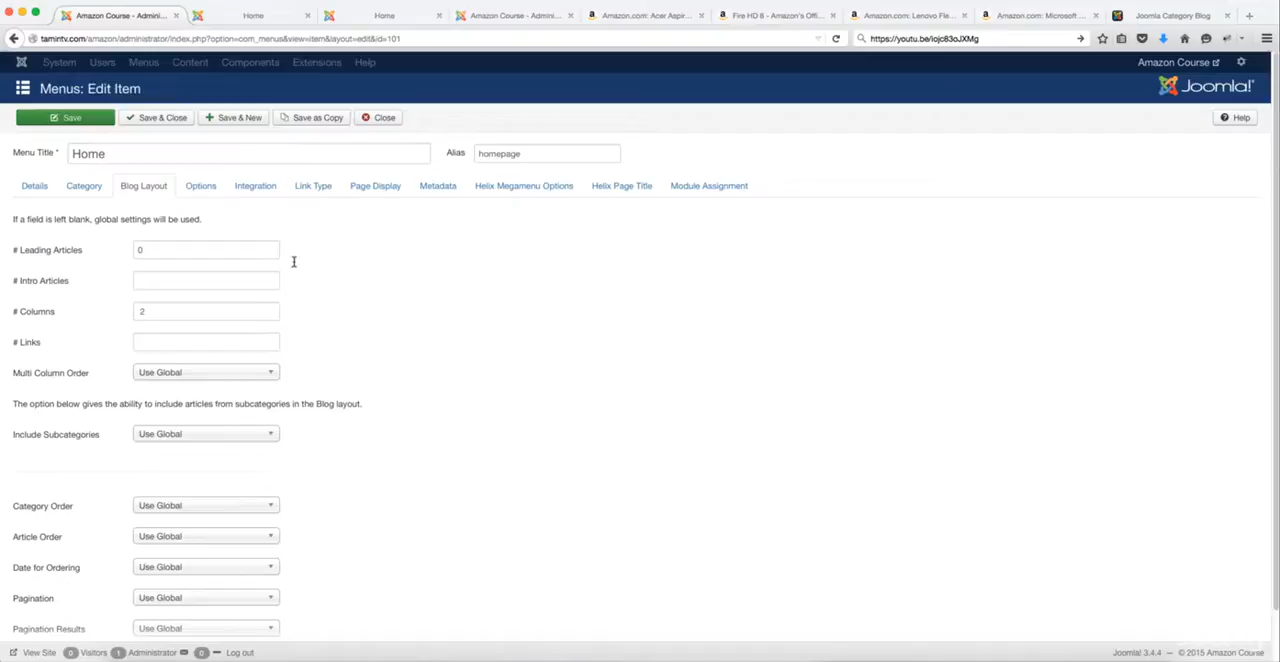 Amazon Course - Admini...
Home
Home
Amazon Course - Admini...
Amazon.com: Acer Aspir...
Fire HD 8 - Amazon's Offi...
Amazon.com: Lenovo Fle...
Amazon.com: Microsoft ...
Joomla Category Blog
tamintv.com/amazon/administrator/index.php?option=com_menus&view=item&layout=edit&id=101
https://youtu.be/iojc83oJXMg
System Users Menus Content Components Extensions Help
Amazon Course
Menus: Edit Item
Joomla!
Save
Save & Close
Save & New
Save as Copy
Close
Help
Menu Title * Home
Alias homepage
Details Category Blog Layout Options Integration Link Type Page Display Metadata Helix Megamenu Options Helix Page Title Module Assignment
If a field is left blank, global settings will be used.
# Leading Articles 0
# Intro Articles
# Columns 2
# Links
Multi Column Order Use Global
The option below gives the ability to include articles from subcategories in the Blog layout.
Include Subcategories Use Global
Category Order Use Global
Article Order Use Global
Date for Ordering Use Global
Pagination Use Global
Pagination Results Use Global
View Site 0 Visitors 1 Administrator 0 Log out
Joomla! 3.4.4 — © 2015 Amazon Course